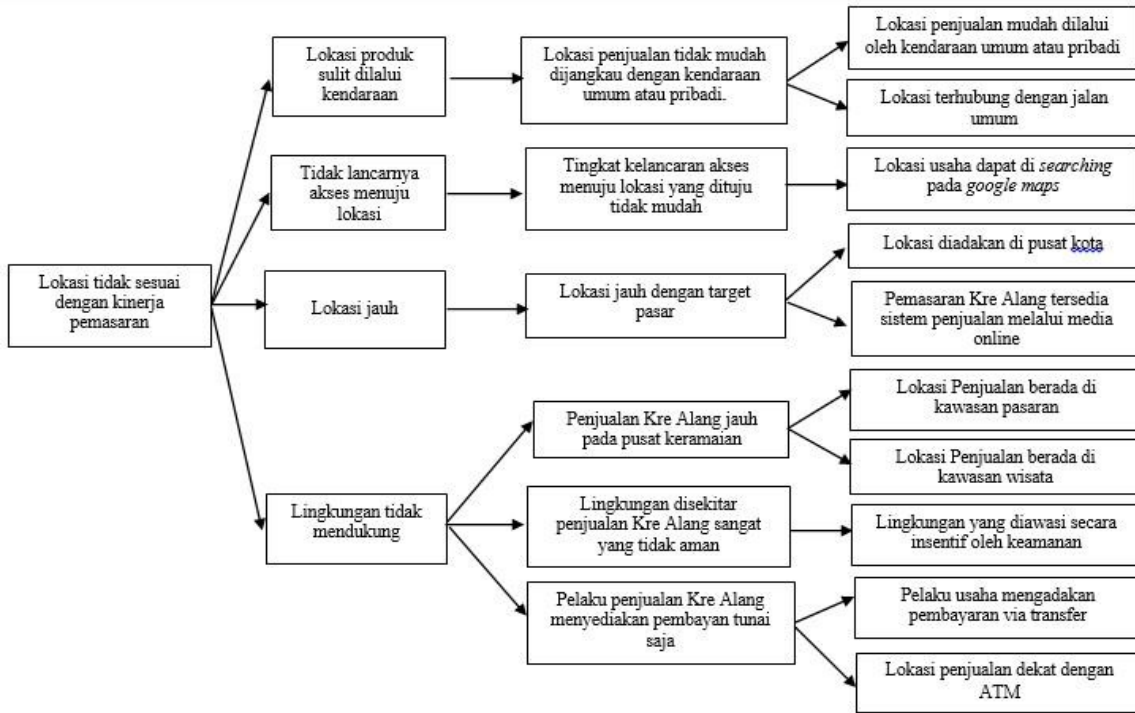 Lokasi produk
sulit dilalui
kendaraan
Lokasi penjualan tidak mudah
dijangkau dengan kendaraan
umum atau pribadi.
Lokasi penjualan mudah dilalui
oleh kendaraan umum atau pribadi
Lokasi terhubung dengan jalan
umum
Tidak lancarnya
akses menuju
lokasi
Tingkat kelancaran akses
menuju lokasi yang dituju
tidak mudah
Lokasi usaha dapat di searching
pada google maps
Lokasi tidak sesuai
dengan kinerja
pemasaran
Lokasi jauh
Lokasi jauh dengan target
pasar
Lokasi diadakan di pusat kota
Pemasaran Kre Alang tersedia
sistem penjualan melalui media
online
Lingkungan tidak
mendukung
Penjualan Kre Alang jauh
pada pusat keramaian
Lokasi Penjualan berada di
kawasan pasaran
Lokasi Penjualan berada di
kawasan wisata
Lingkungan disekitar
penjualan Kre Alang sangat
yang tidak aman
Lingkungan yang diawasi secara
insentif oleh keamanan
Pelaku penjualan Kre Alang
menyediakan pembayan tunai
saja
Pelaku usaha mengadakan
pembayaran via transfer
Lokasi penjualan dekat dengan
ATM